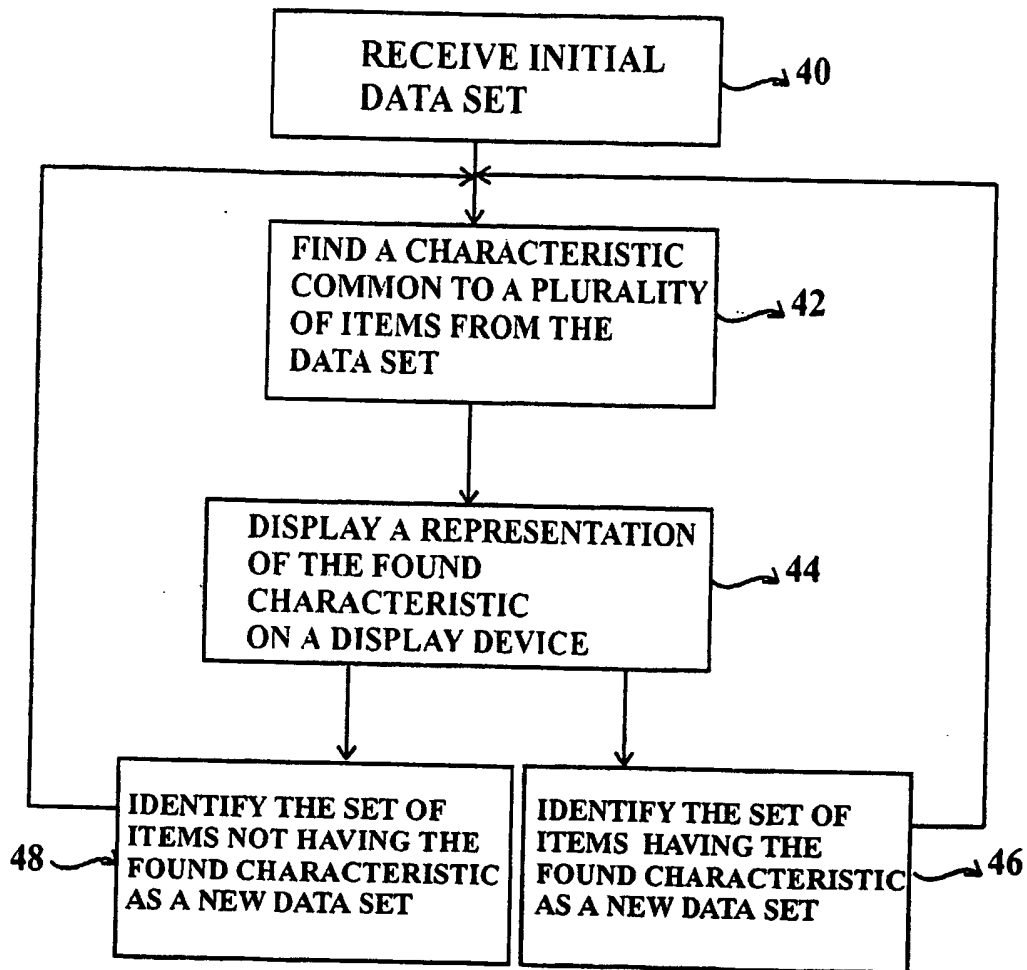 RECEIVE INITIAL
DATA SET
40
FIND A CHARACTERISTIC
COMMON TO A PLURALITY
OF ITEMS FROM THE
DATA SET
42
DISPLAY A REPRESENTATION
OF THE FOUND
CHARACTERISTIC
ON A DISPLAY DEVICE
44
IDENTIFY THE SET OF
ITEMS NOT HAVING THE
FOUND CHARACTERISTIC
AS A NEW DATA SET
48
IDENTIFY THE SET OF
ITEMS HAVING THE
FOUND CHARACTERISTIC
AS A NEW DATA SET
46